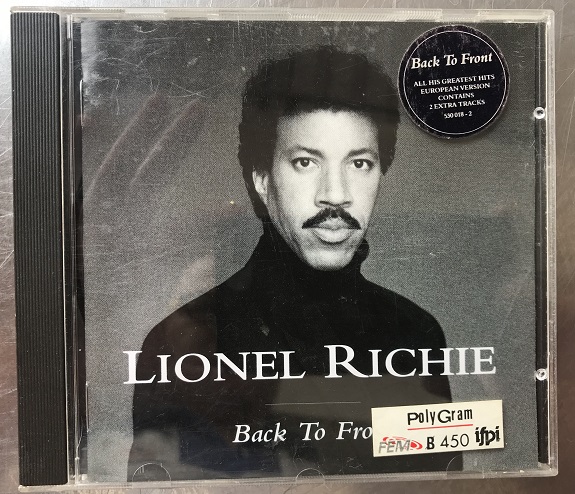 Back To Front
ALL HIS GREATEST HITS
EUROPEAN VERSION
CONTAINS
2 EXTRA TRACKS
530 018 - 2
LIONEL RICHIE
Back To Fro
PolyGram
FEM B 450 ifpi